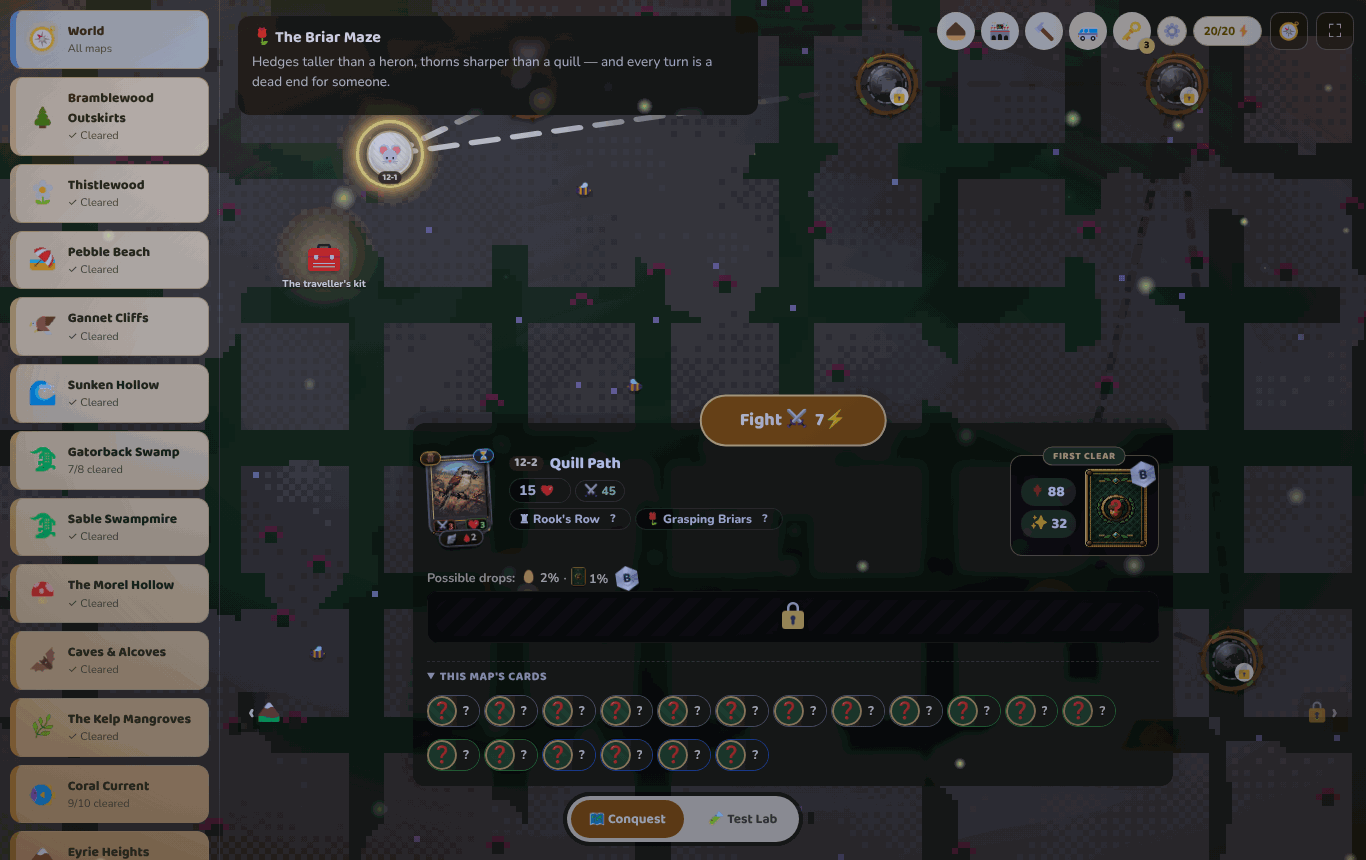 World
All maps
Bramblewood
Outskirts
✓ Cleared
Thistlewood
✓ Cleared
Pebble Beach
✓ Cleared
Gannet Cliffs
✓ Cleared
Sunken Hollow
✓ Cleared
Gatorback Swamp
7/8 cleared
Sable Swampmire
✓ Cleared
The Morel Hollow
✓ Cleared
Caves & Alcoves
✓ Cleared
The Kelp Mangroves
✓ Cleared
Coral Current
9/10 cleared
Eyrie Heights
The Briar Maze
Hedges taller than a heron, thorns sharper than a quill — and every turn is a
dead end for someone.
3
20/20
12-1
The traveller's kit
Fight 7
12-2 Quill Path
15 45
Rook's Row ? Grasping Briars ?
3 3
2
FIRST CLEAR
B
88
32
Possible drops: 2% · 1% B
▼ THIS MAP'S CARDS
? ? ? ? ? ? ? ? ? ? ? ?
? ? ? ? ? ?
Conquest Test Lab